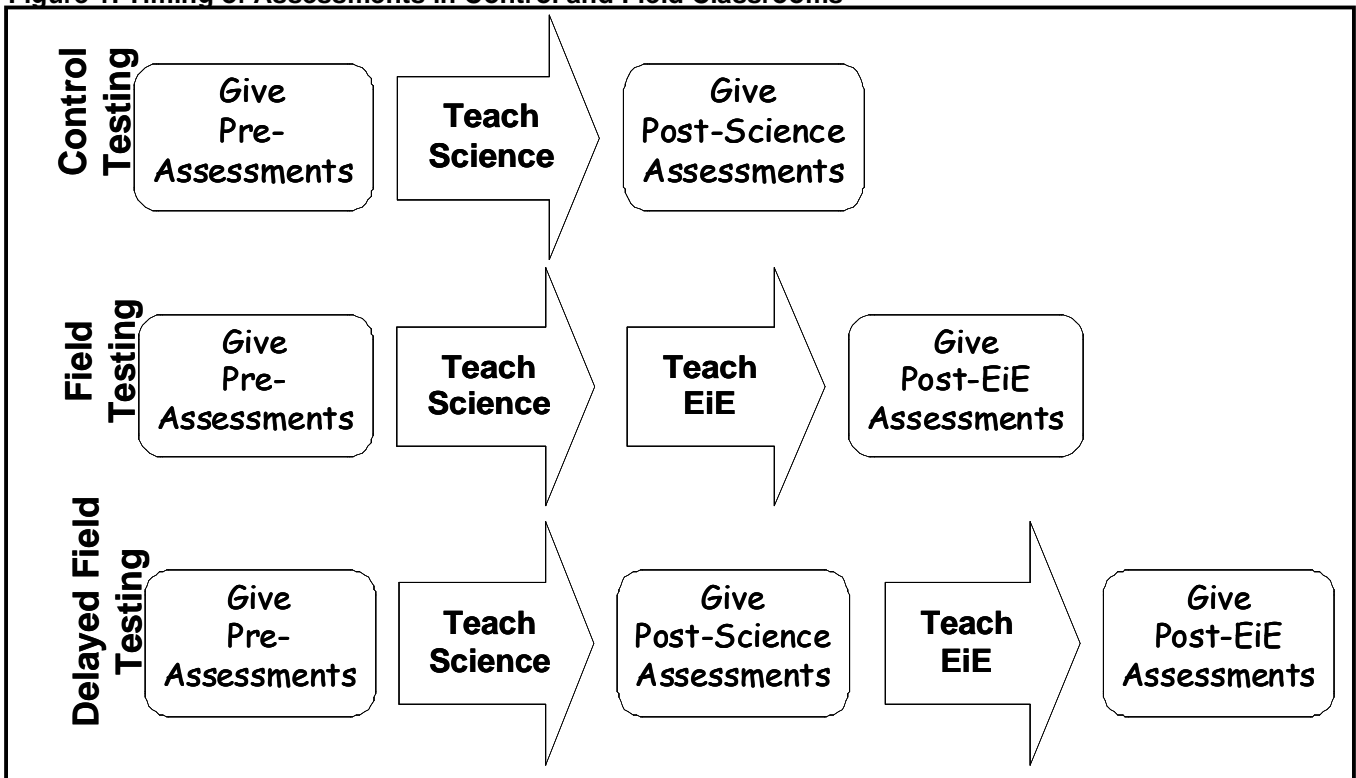 Figure 1. Timing of Assessments in Control and Field Classrooms
Control
Testing
Give
Pre-
Assessments
Teach
Science
Give
Post-Science
Assessments
Field
Testing
Give
Pre-
Assessments
Teach
Science
Teach
EiE
Give
Post-EiE
Assessments
Delayed Field
Testing
Give
Pre-
Assessments
Teach
Science
Give
Post-Science
Assessments
Teach
EiE
Give
Post-EiE
Assessments